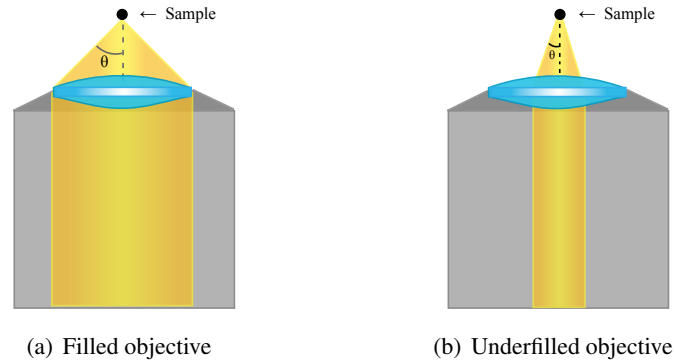 ← Sample
θ
(a) Filled objective
← Sample
θ
(b) Underfilled objective